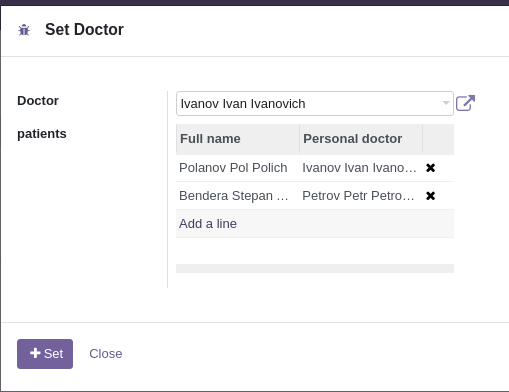 Set Doctor
Doctor
Ivanov Ivan Ivanovich
patients
Full name Personal doctor
Polanov Pol Polich Ivanov Ivan Ivano...
Bendera Stepan ... Petrov Petr Petro...
Add a line
Set Close